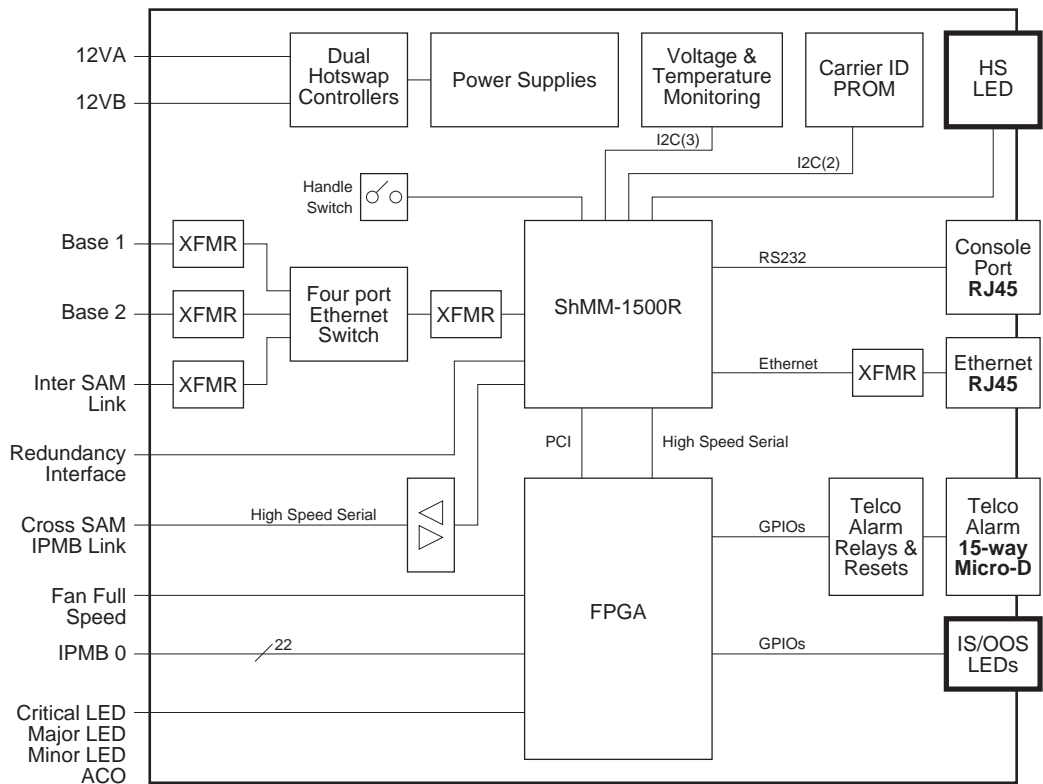 12VA
12VB
Dual
Hotswap
Controllers
Power Supplies
Voltage &
Temperature
Monitoring
Carrier ID
PROM
HS
LED
I2C(3)
I2C(2)
Handle
Switch
Base 1
XFMR
Base 2
XFMR
Inter SAM
Link
XFMR
Four port
Ethernet
Switch
XFMR
ShMM-1500R
RS232
Console
Port
RJ45
Ethernet
XFMR
Ethernet
RJ45
Redundancy
Interface
PCI
High Speed Serial
Cross SAM
IPMB Link
High Speed Serial
Fan Full
Speed
IPMB 0
22
Critical LED
Major LED
Minor LED
ACO
FPGA
GPIOs
Telco
Alarm
Relays &
Resets
Telco
Alarm
15-way
Micro-D
GPIOs
IS/OOS
LEDs